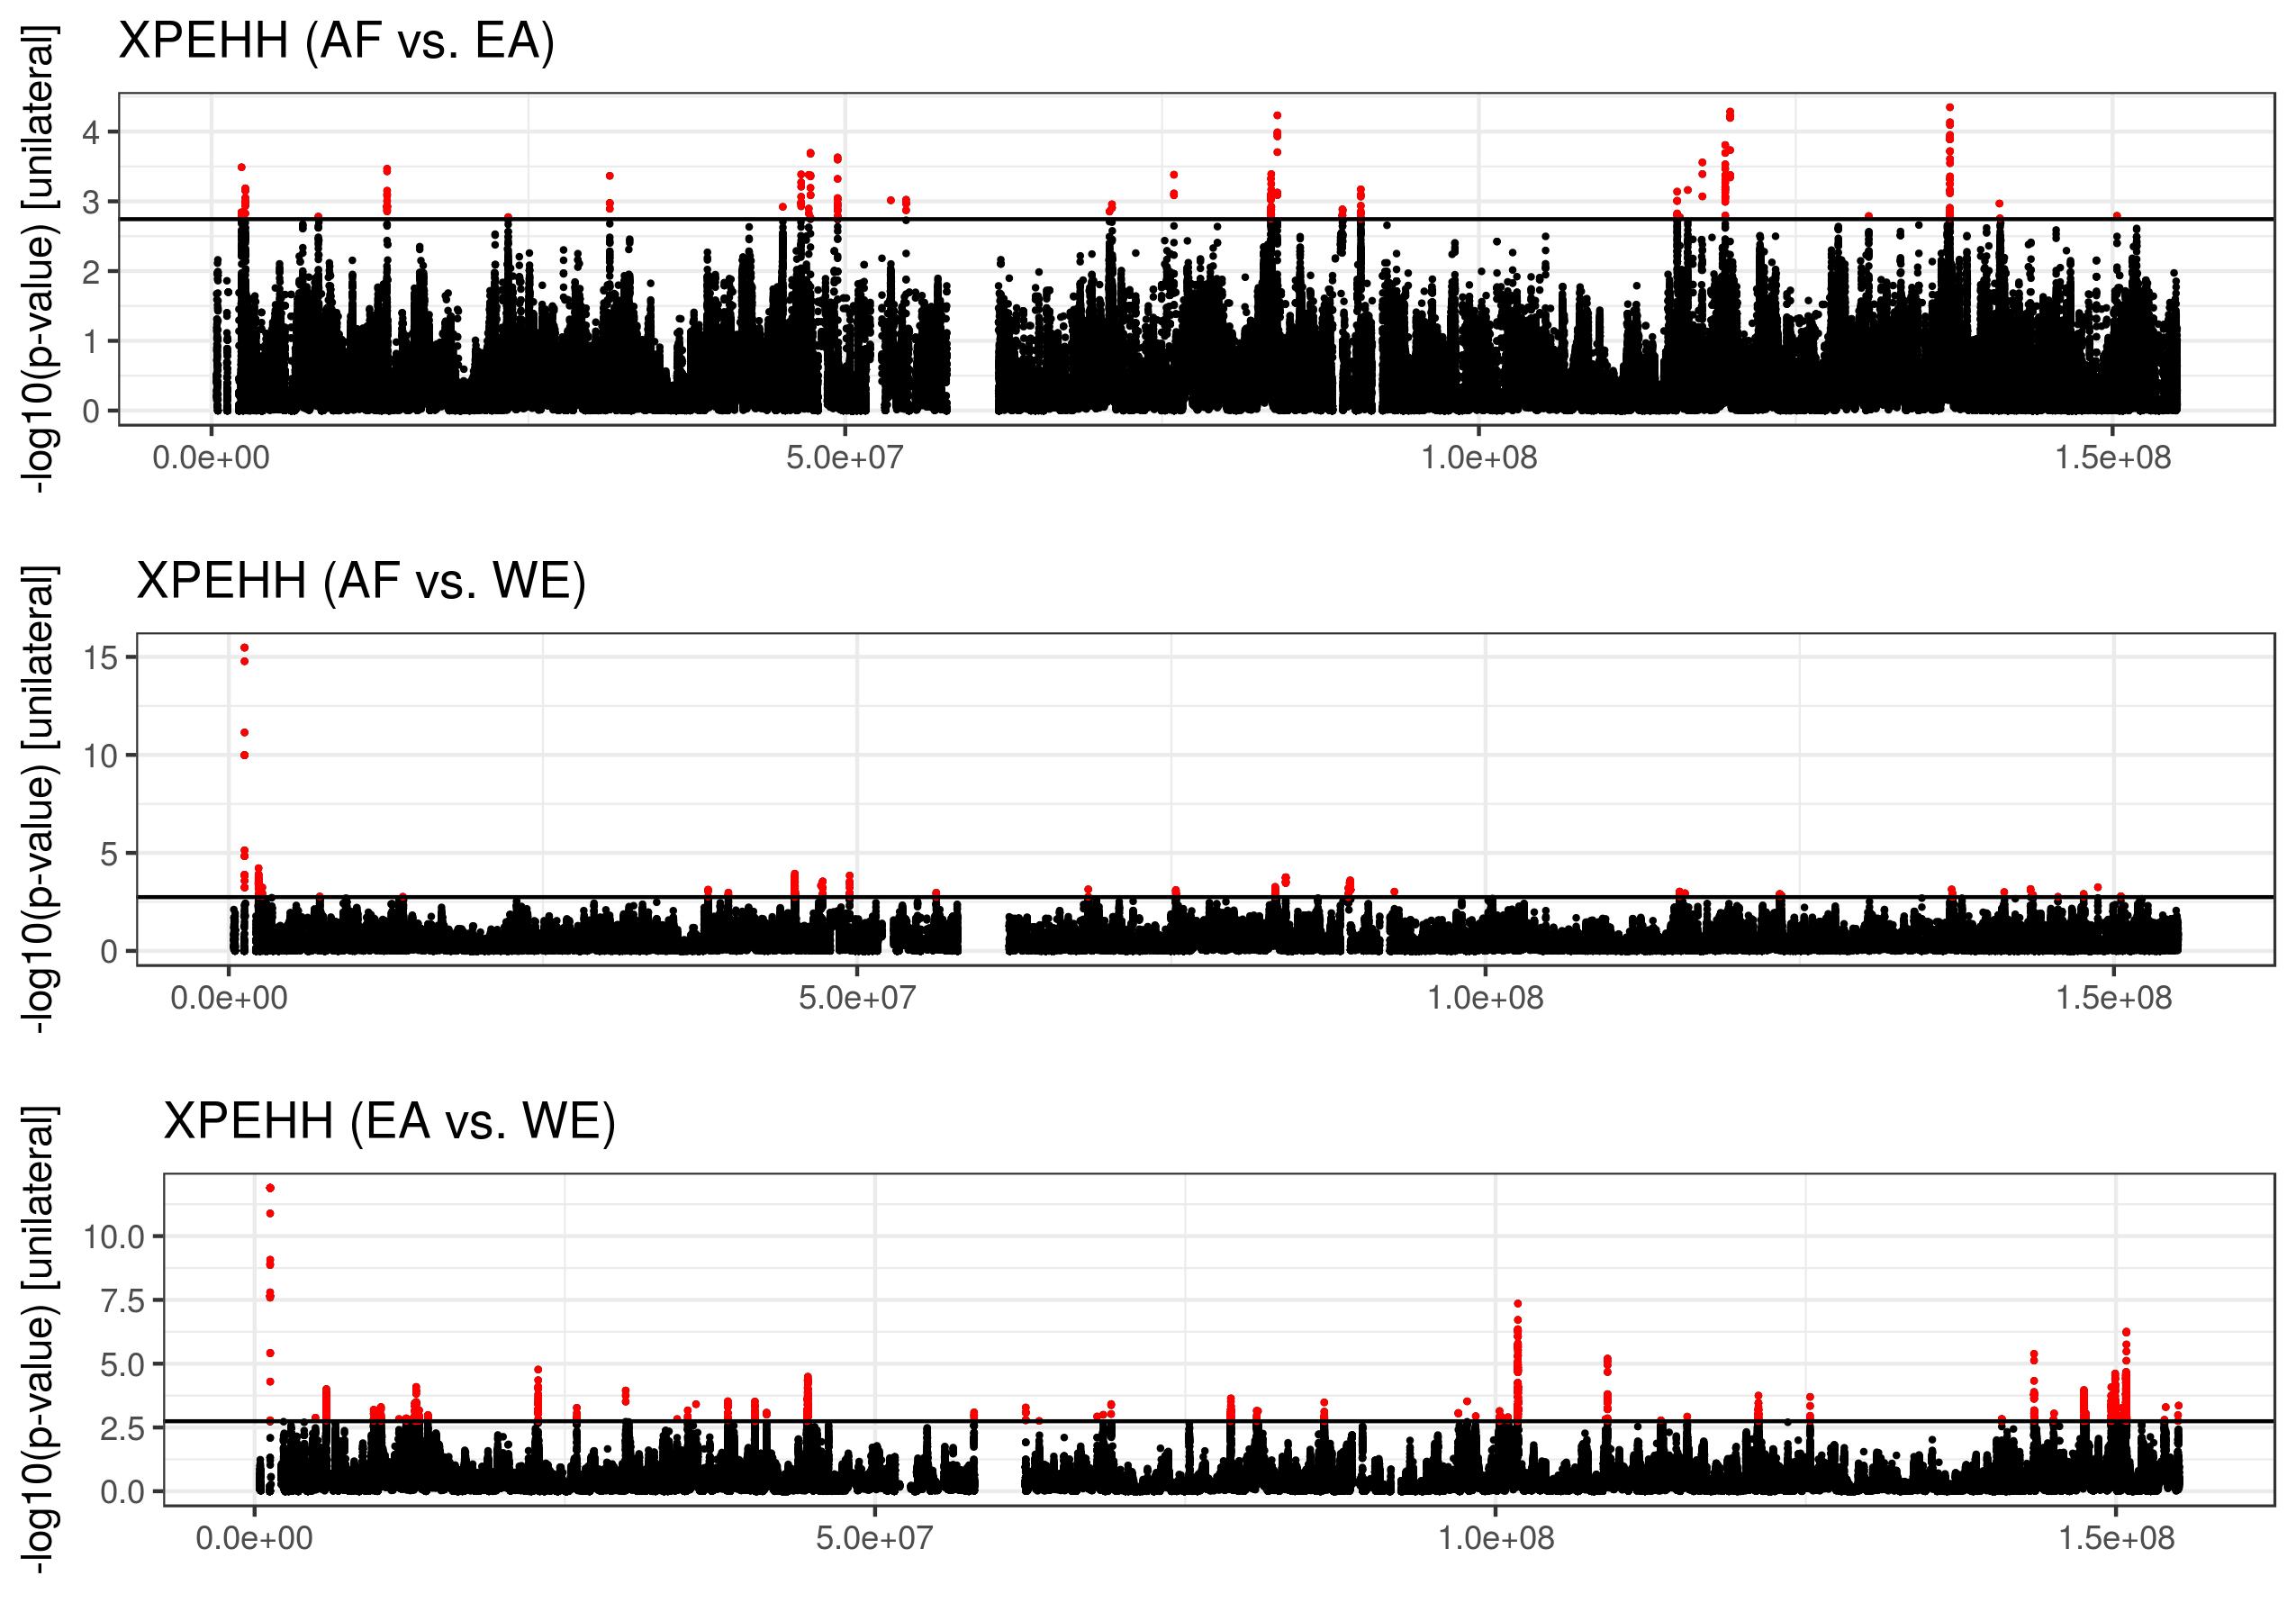 XPEHH (AF vs. EA)
-log10(p-value) [unilateral]
4
3
2
1
0
0.0e+00 5.0e+07 1.0e+08 1.5e+08
XPEHH (AF vs. WE)
-log10(p-value) [unilateral]
15
10
5
0
0.0e+00 5.0e+07 1.0e+08 1.5e+08
XPEHH (EA vs. WE)
-log10(p-value) [unilateral]
10.0
7.5
5.0
2.5
0.0
0.0e+00 5.0e+07 1.0e+08 1.5e+08